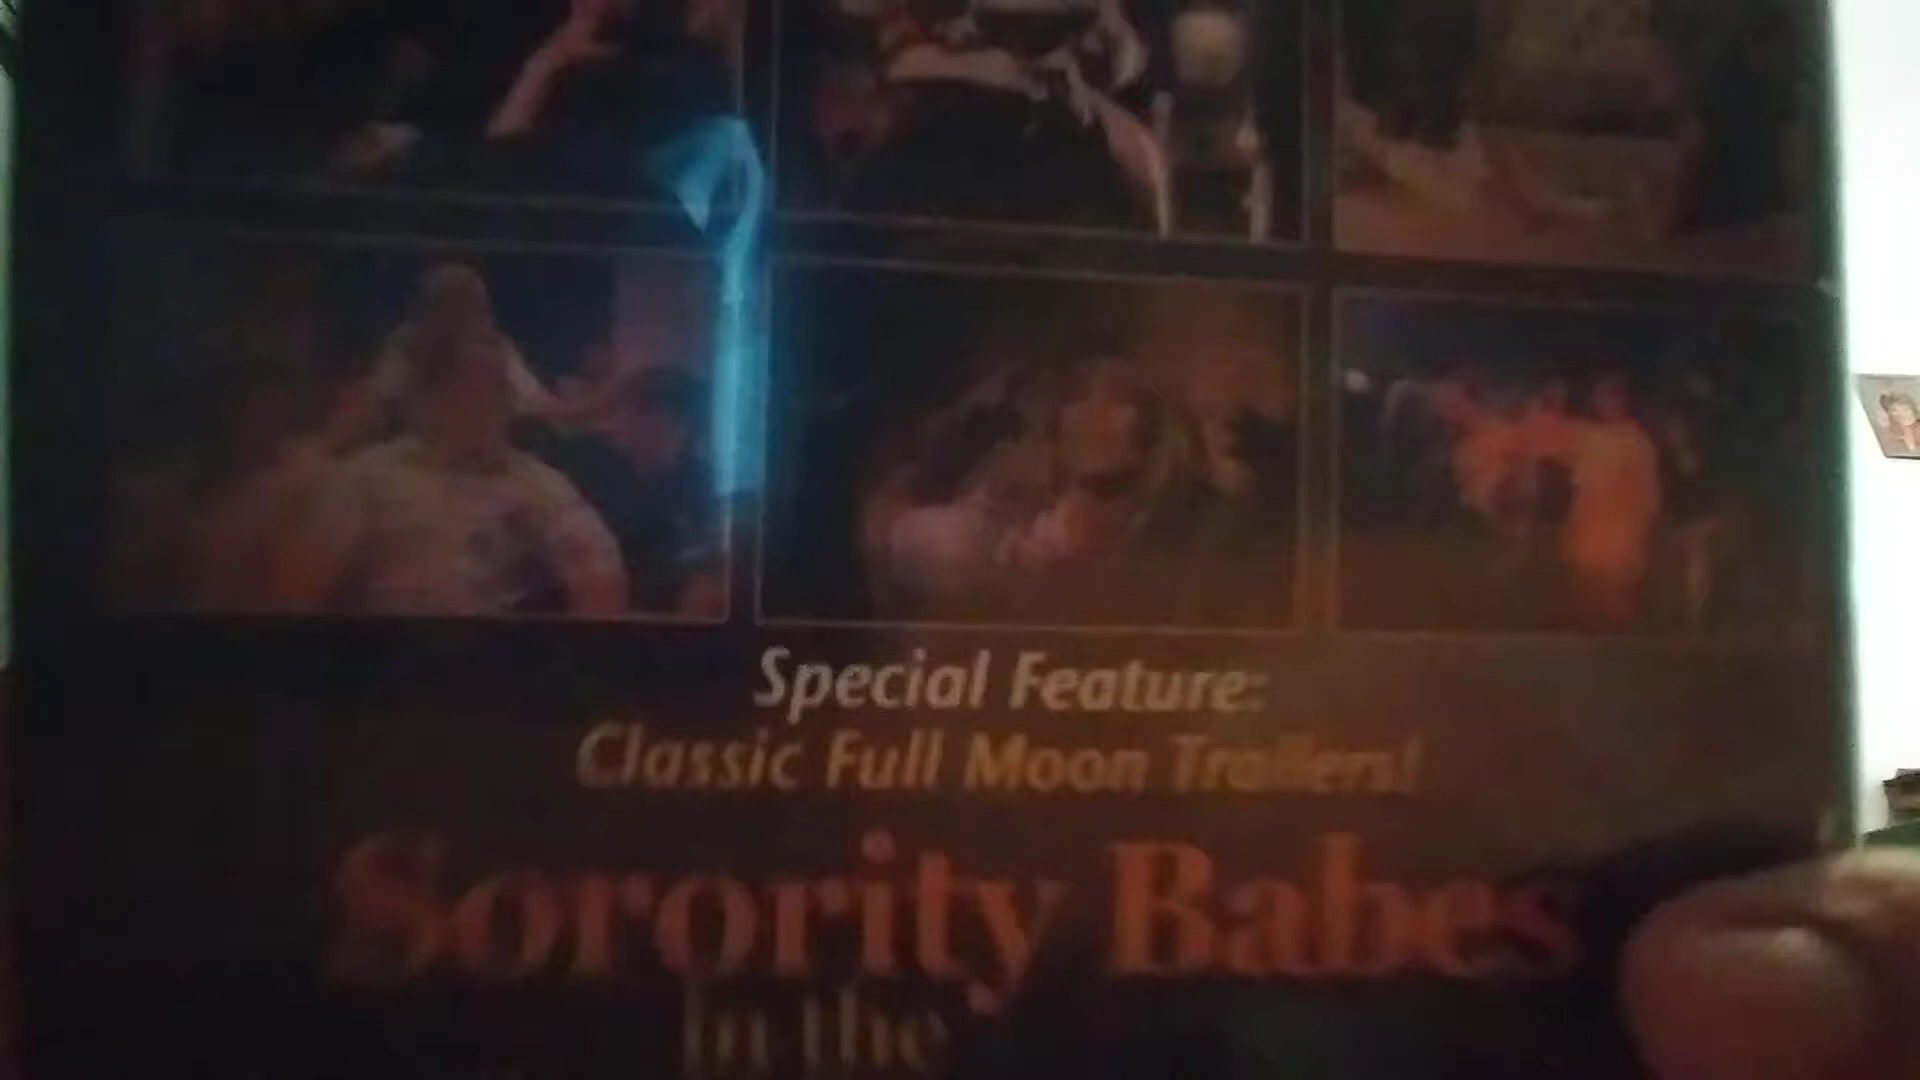 Special Feature:
Classic Full Moon Trailers!
Sorority Babes
In the